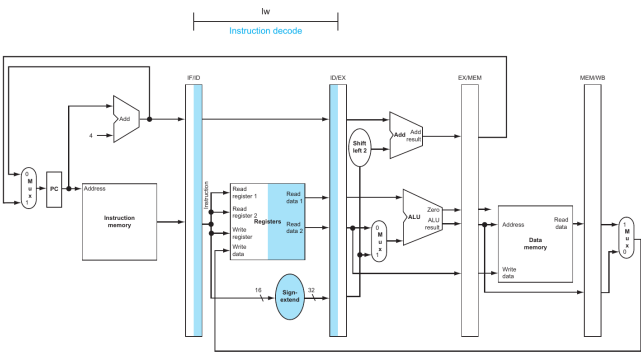 lw
Instruction decode
IF/ID
ID/EX
EX/MEM
MEM/WB
Add
4
0
M
u
x
1
PC
Address
Instruction
memory
Instruction
Read
register 1
Read
register 2
Write
register
Write
data
Registers
Read
data 1
Read
data 2
16
Sign-
extend
32
Shift
left 2
Add
Add
result
0
M
u
x
1
ALU
Zero
ALU
result
Address
Write
data
Data
memory
Read
data
1
M
u
x
0